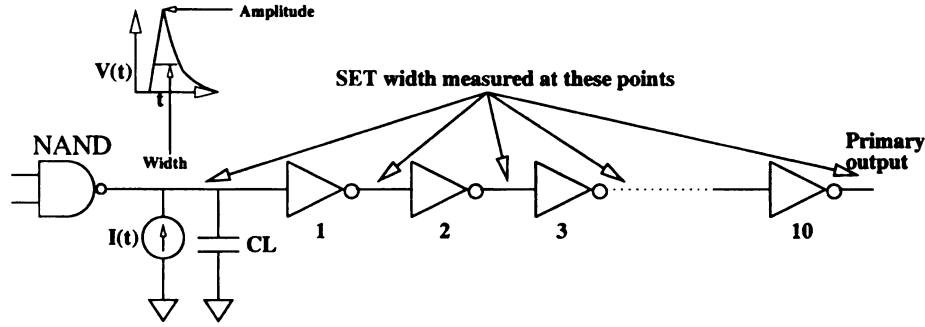 Amplitude
V(t)
t
SET width measured at these points
NAND
Width
Primary
output
I(t)
CL
1
2
3
10